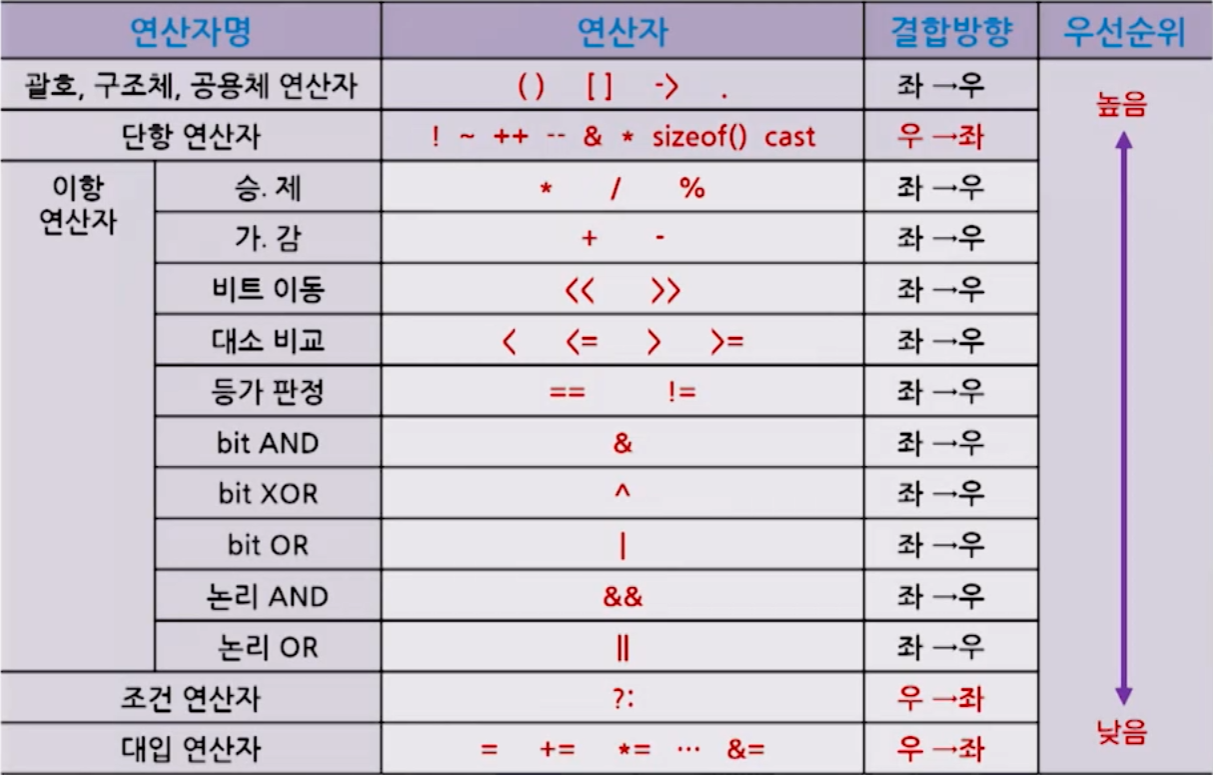 연산자명 연산자 결합방향 우선순위
괄호, 구조체, 공용체 연산자 ( ) [ ] -> . 좌 →우
높음
단항 연산자 ! ~ ++ -- & * sizeof() cast 우 →좌
이항
연산자
승. 제 * / % 좌 →우
가. 감 + - 좌 →우
비트 이동 << >> 좌 →우
대소 비교 < <= > >= 좌 →우
등가 판정 == != 좌 →우
bit AND & 좌 →우
bit XOR ^ 좌 →우
bit OR | 좌 →우
논리 AND && 좌 →우
논리 OR || 좌 →우
조건 연산자 ?: 우 →좌
낮음
대입 연산자 = += *= ··· &= 우 →좌